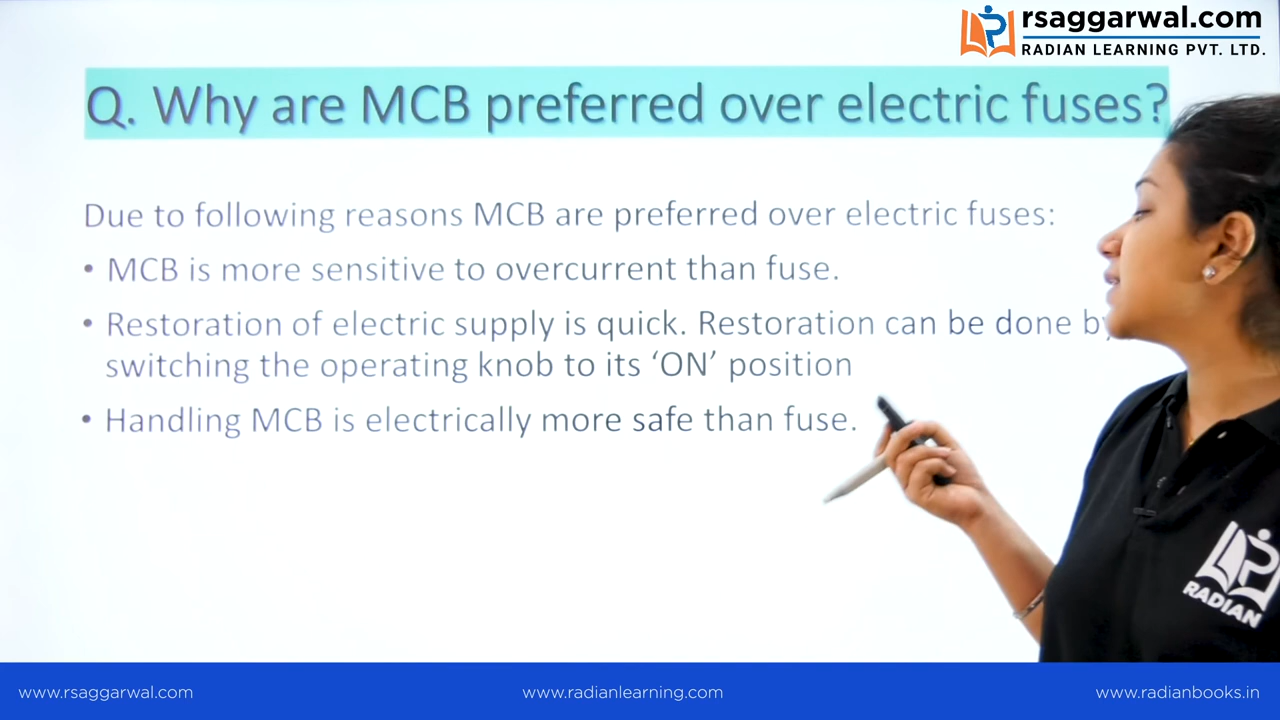 rsaggarwal.com
RADIAN LEARNING PVT. LTD.
Q. Why are MCB preferred over electric fuses?
Due to following reasons MCB are preferred over electric fuses:
• MCB is more sensitive to overcurrent than fuse.
• Restoration of electric supply is quick. Restoration can be done by
switching the operating knob to its ‘ON’ position
• Handling MCB is electrically more safe than fuse.
RADIAN
www.rsaggarwal.com
www.radianlearning.com
www.radianbooks.in